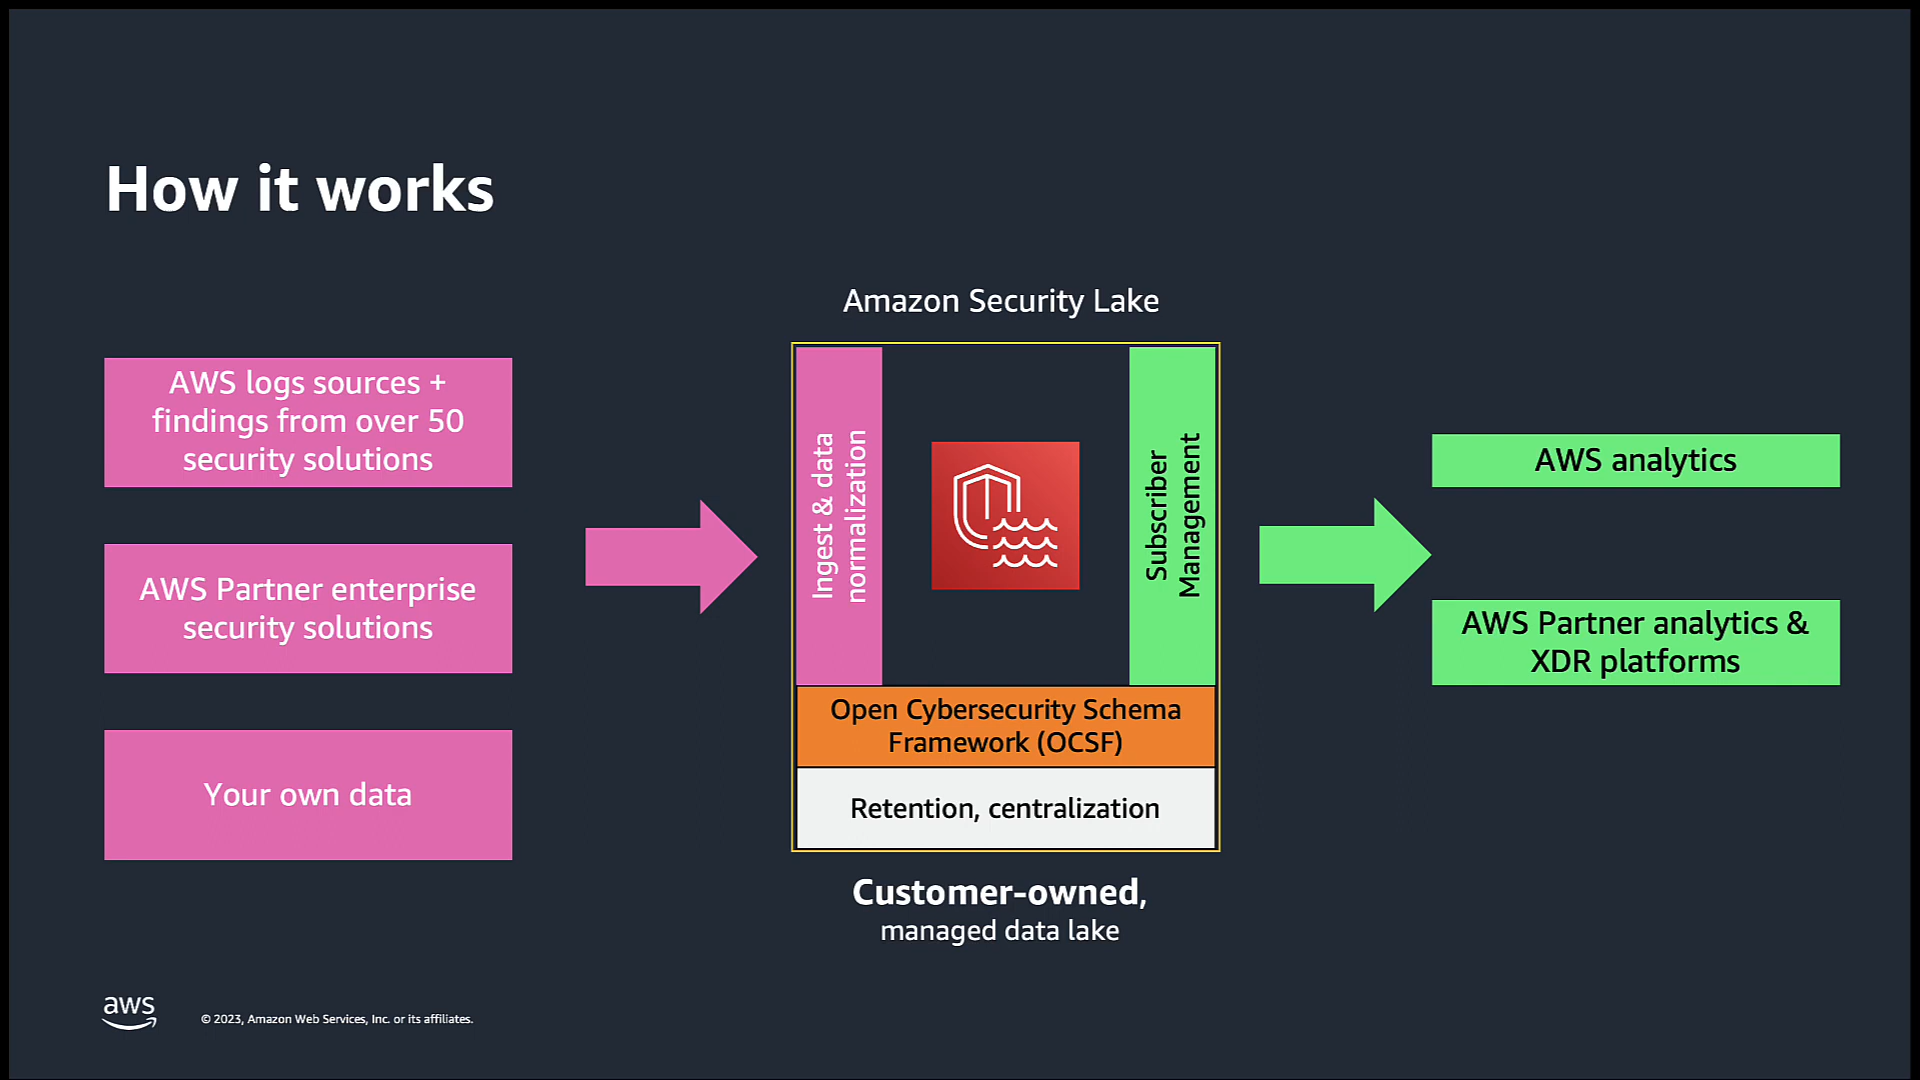 How it works
AWS logs sources +
findings from over 50
security solutions
AWS Partner enterprise
security solutions
Your own data
Amazon Security Lake
Ingest & data
normalization
Subscriber
Management
Open Cybersecurity Schema
Framework (OCSF)
Retention, centralization
Customer-owned,
managed data lake
AWS analytics
AWS Partner analytics &
XDR platforms
aws
© 2023, Amazon Web Services, Inc. or its affiliates.